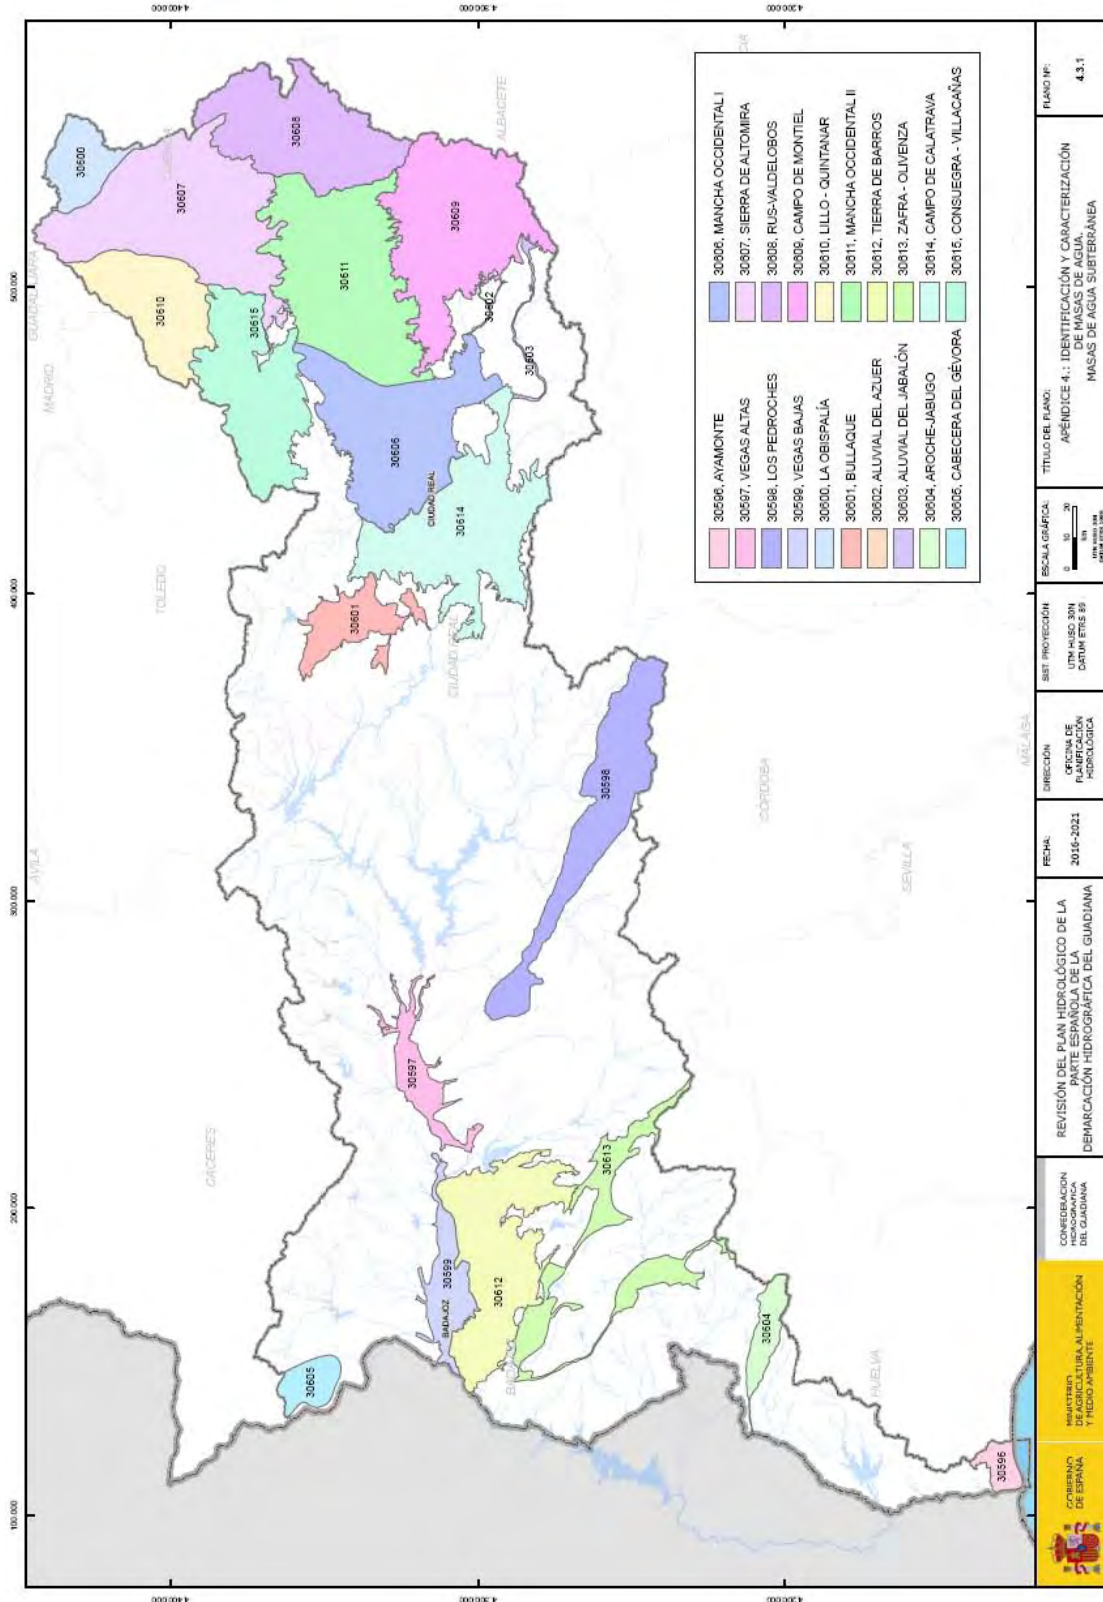 100.000
200.000
300.000
400.000
500.000
ÁVILA
MADRID
GUADALAJARA
TOLEDO
CÁCERES
CIUDAD REAL
CIUDAD REAL
ALBACETE
BADAJOZ
CÓRDOBA
SEVILLA
MÁLAGA
HUELVA
30600
30607
30610
30608
30615
30611
30609
30606
30602
30603
30614
30601
30598
30597
30613
30599
30612
30605
30604
30596
30596, AYAMONTE
30597, VEGAS ALTAS
30598, LOS PEDROCHES
30599, VEGAS BAJAS
30600, LA OBISPALÍA
30601, BULLAQUE
30602, ALUVIAL DEL AZUER
30603, ALUVIAL DEL JABALÓN
30604, AROCHE-JABUGO
30605, CABECERA DEL GÉVORA
30606, MANCHA OCCIDENTAL I
30607, SIERRA DE ALTOMIRA
30608, RUS-VALDELOBOS
30609, CAMPO DE MONTIEL
30610, LILLO - QUINTANAR
30611, MANCHA OCCIDENTAL II
30612, TIERRA DE BARROS
30613, ZAFRA - OLIVENZA
30614, CAMPO DE CALATRAVA
30615, CONSUEGRA - VILLACAÑAS
GOBIERNO
DE ESPAÑA
MINISTERIO
DE AGRICULTURA, ALIMENTACIÓN
Y MEDIO AMBIENTE
CONFEDERACIÓN
HIDROGRÁFICA
DEL GUADIANA
REVISIÓN DEL PLAN HIDROLÓGICO DE LA
PARTE ESPAÑOLA DE LA
DEMARCACIÓN HIDROGRÁFICA DEL GUADIANA
FECHA:
2016-2021
DIRECCIÓN
OFICINA DE
PLANIFICACIÓN
HIDROLÓGICA
SIST. PROYECCIÓN:
UTM HUSO 30N
DATUM ETRS 89
ESCALA GRÁFICA:
0 10 20
km
TÍTULO DEL PLANO:
APÉNDICE 4.: IDENTIFICACIÓN Y CARACTERIZACIÓN
DE MASAS DE AGUA.
MASAS DE AGUA SUBTERRÁNEA
PLANO Nº:
4.3.1